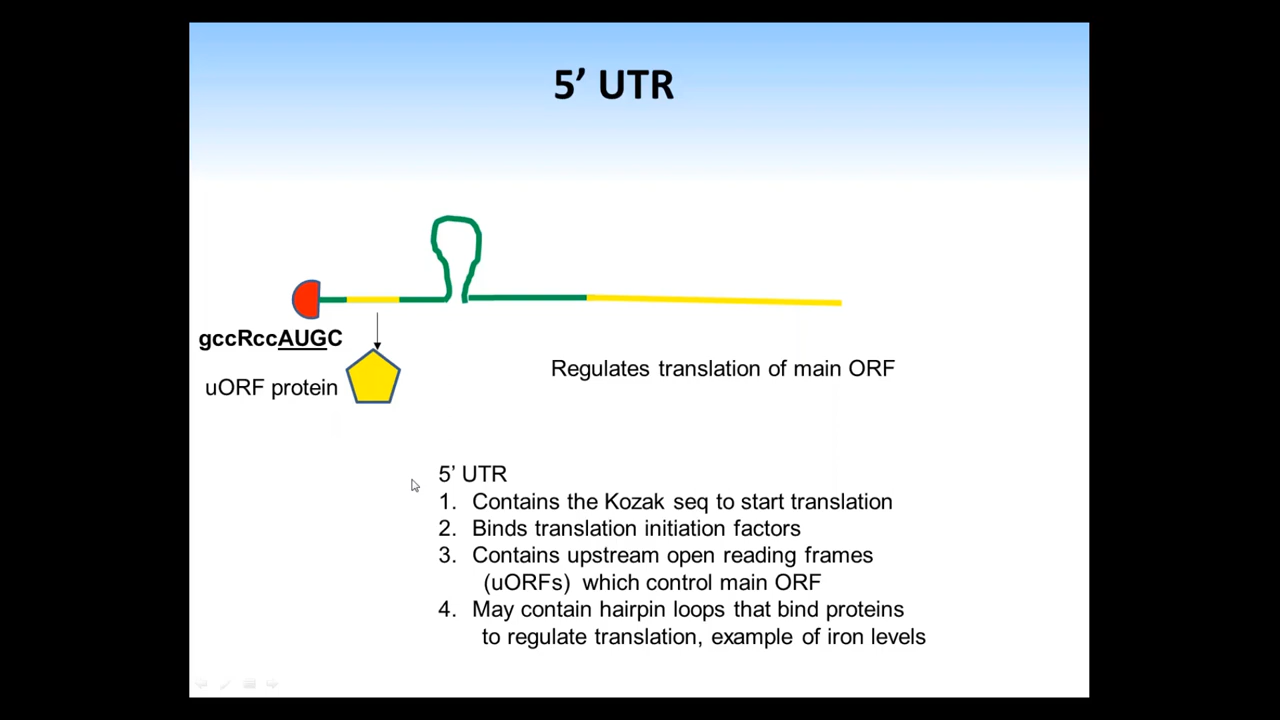 5’ UTR
gccRccAUGC
uORF protein
Regulates translation of main ORF
5’ UTR
1. Contains the Kozak seq to start translation
2. Binds translation initiation factors
3. Contains upstream open reading frames
(uORFs) which control main ORF
4. May contain hairpin loops that bind proteins
to regulate translation, example of iron levels